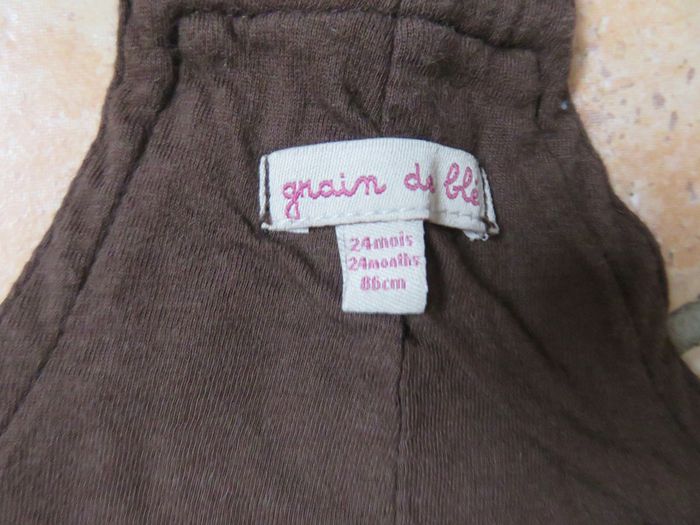 grain de blé
24mois
24months
86cm